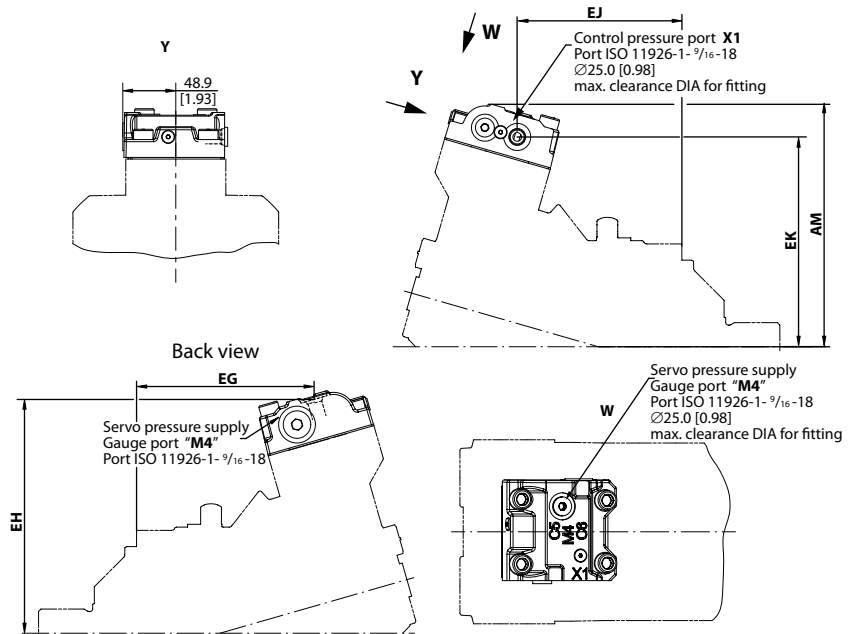 Y
48.9
[1.93]
W
Y
EJ
Control pressure port X1
Port ISO 11926-1- 9/16 -18
∅25.0 [0.98]
max. clearance DIA for fitting
EK
AM
Back view
EG
Servo pressure supply
Gauge port “M4”
Port ISO 11926-1- 9/16 -18
EH
Servo pressure supply
Gauge port “M4”
Port ISO 11926-1- 9/16 -18
∅25.0 [0.98]
max. clearance DIA for fitting
W
C5
M4
C6
X1